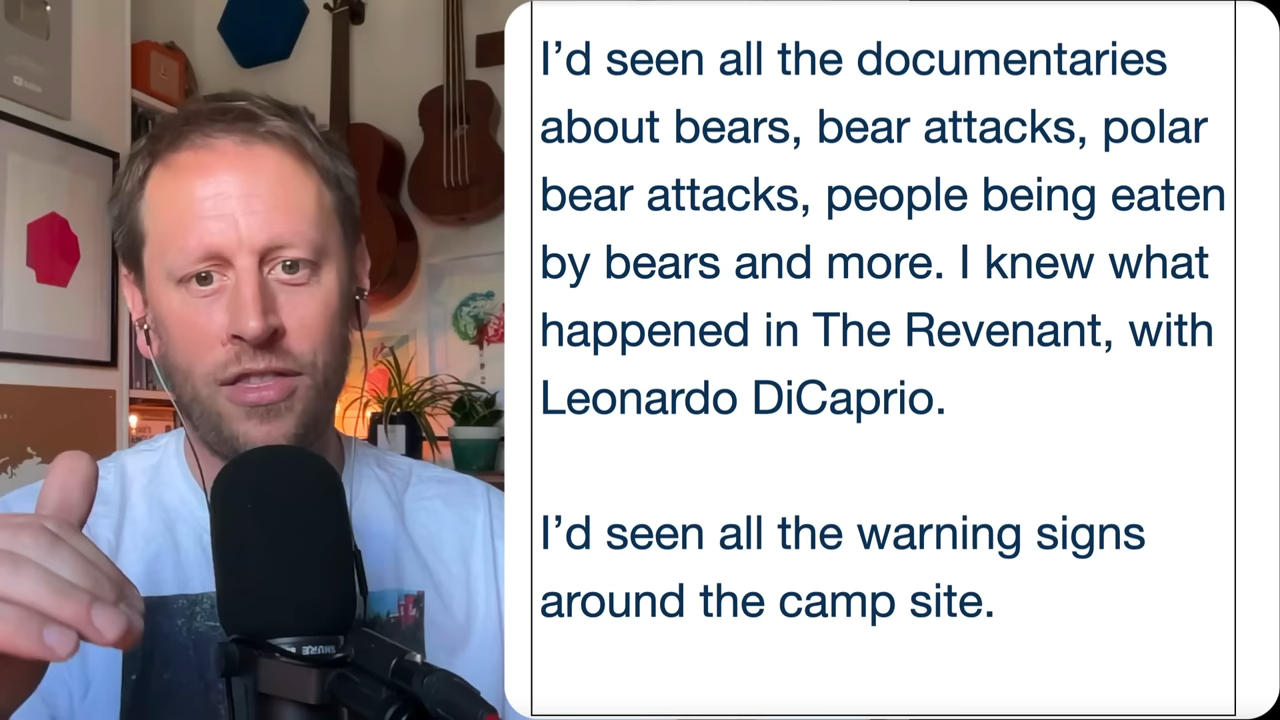 I’d seen all the documentaries
about bears, bear attacks, polar
bear attacks, people being eaten
by bears and more. I knew what
happened in The Revenant, with
Leonardo DiCaprio.
I’d seen all the warning signs
around the camp site.
SHURE